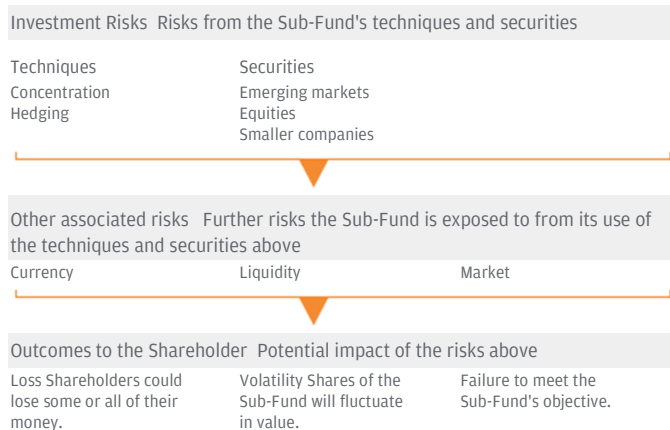 Investment Risks Risks from the Sub-Fund's techniques and securities
Techniques
Concentration
Hedging
Securities
Emerging markets
Equities
Smaller companies
Other associated risks Further risks the Sub-Fund is exposed to from its use of
the techniques and securities above
Currency
Liquidity
Market
Outcomes to the Shareholder Potential impact of the risks above
Loss Shareholders could
lose some or all of their
money.
Volatility Shares of the
Sub-Fund will fluctuate
in value.
Failure to meet the
Sub-Fund's objective.